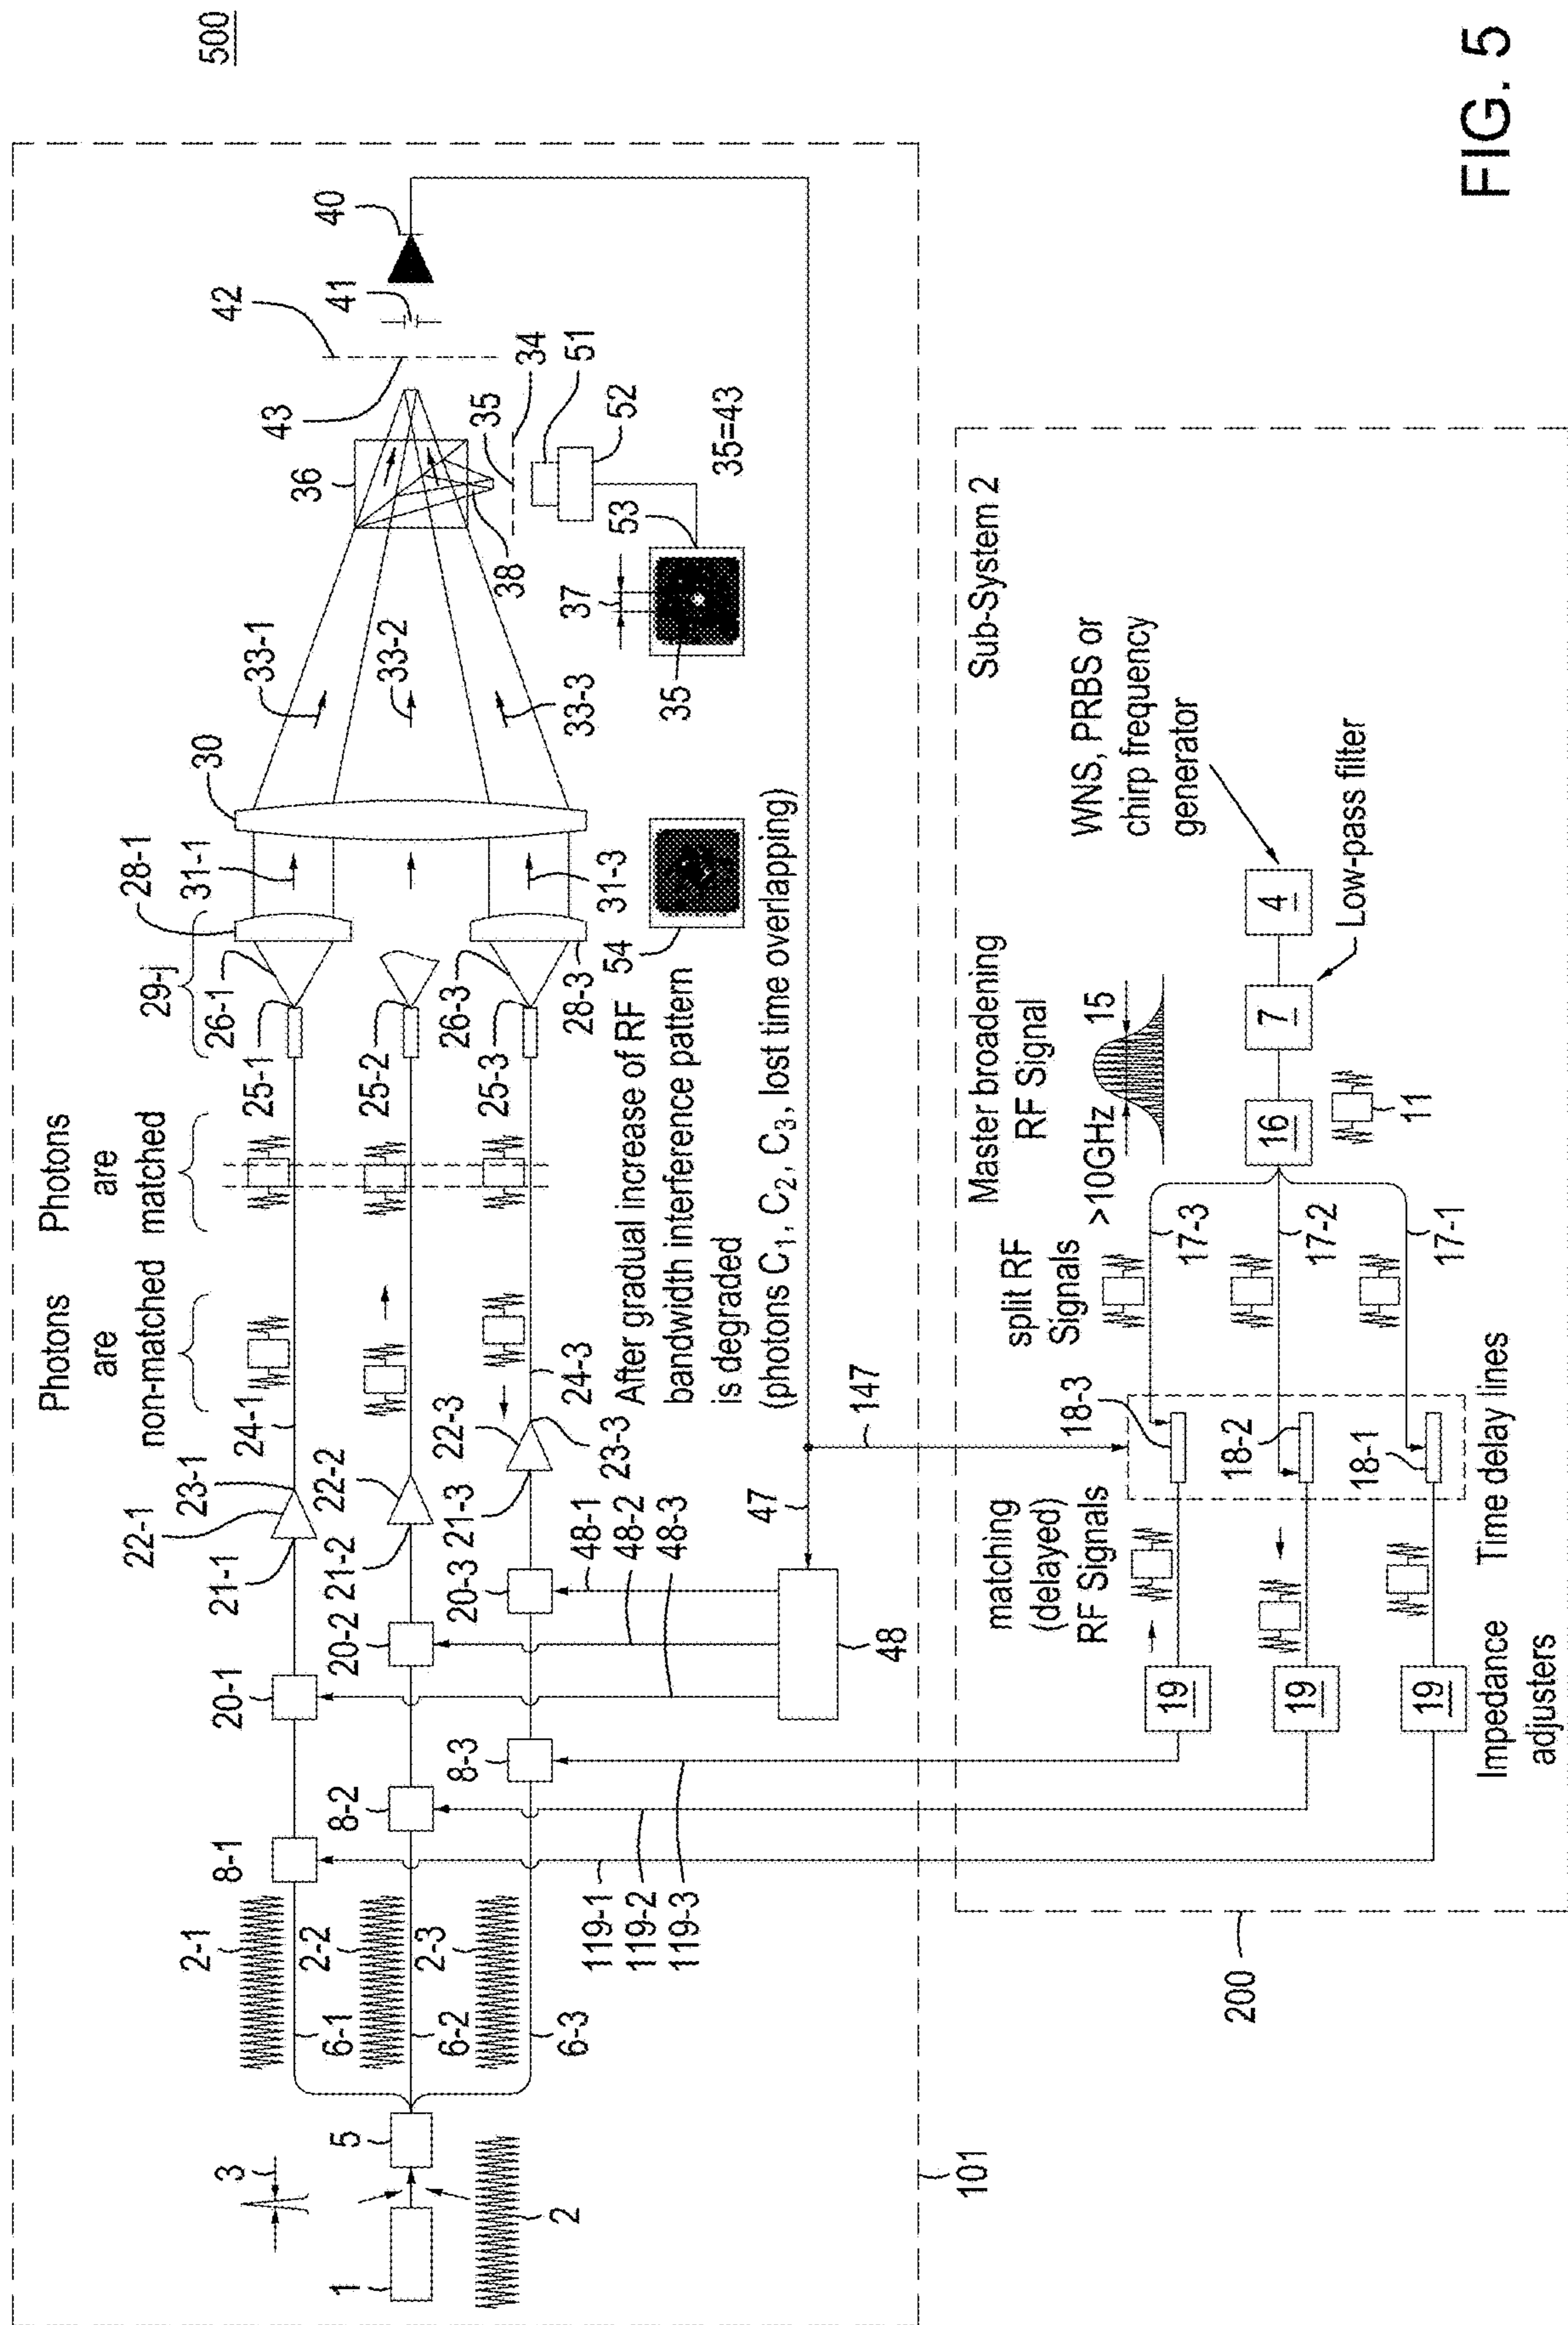 500
3
1
2
5
2-1
2-2
2-3
6-1
6-2
6-3
8-1
8-2
8-3
119-1
119-2
119-3
20-1
20-2
20-3
48-1
48-2
48-3
48
47
147
21-1
22-1
23-1
21-2
22-2
21-3
22-3
23-3
24-1
24-3
Photons
are
non-matched
Photons
are
matched
25-1
25-2
25-3
26-1
26-3
29-j
28-1
28-3
31-1
31-3
30
54
33-1
33-2
33-3
36
38
35
34
51
52
53
37
35
35=43
43
42
41
40
After gradual increase of RF
bandwidth interference pattern
is degraded
(photons C₁, C₂, C₃, lost time overlapping)
101
200
Sub-System 2
Master broadening
RF Signal
>10GHz
15
WNS, PRBS or
chirp frequency
generator
4
7
Low-pass filter
16
11
split RF
Signals
17-3
17-2
17-1
18-3
18-2
18-1
Time delay lines
matching
(delayed)
RF Signals
19
19
19
Impedance
adjusters
FIG. 5